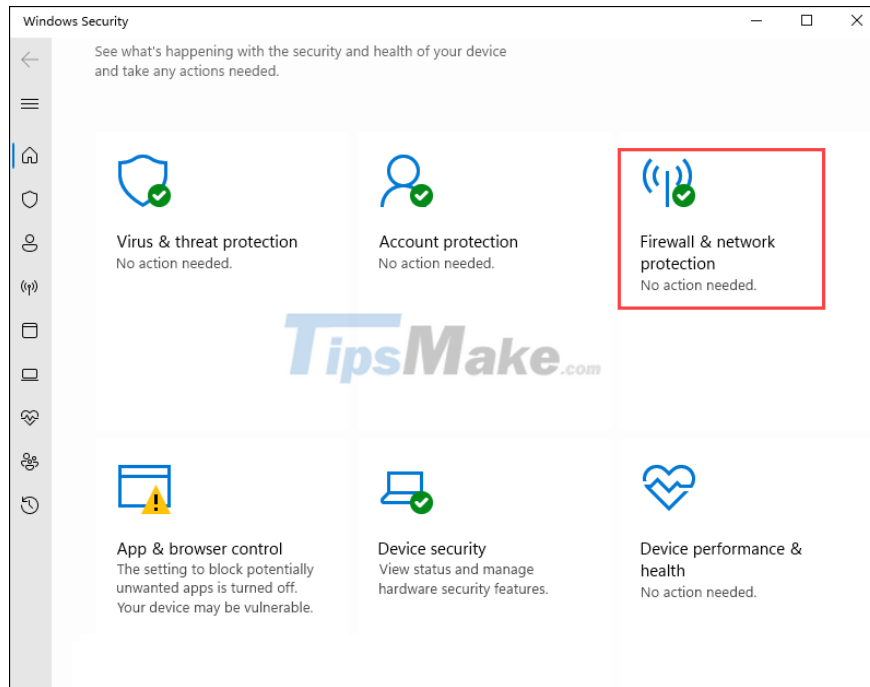 Windows Security
See what's happening with the security and health of your device
and take any actions needed.
Virus & threat protection
No action needed.
Account protection
No action needed.
Firewall & network
protection
No action needed.
TipsMake.com
App & browser control
The setting to block potentially
unwanted apps is turned off.
Your device may be vulnerable.
Device security
View status and manage
hardware security features.
Device performance &
health
No action needed.